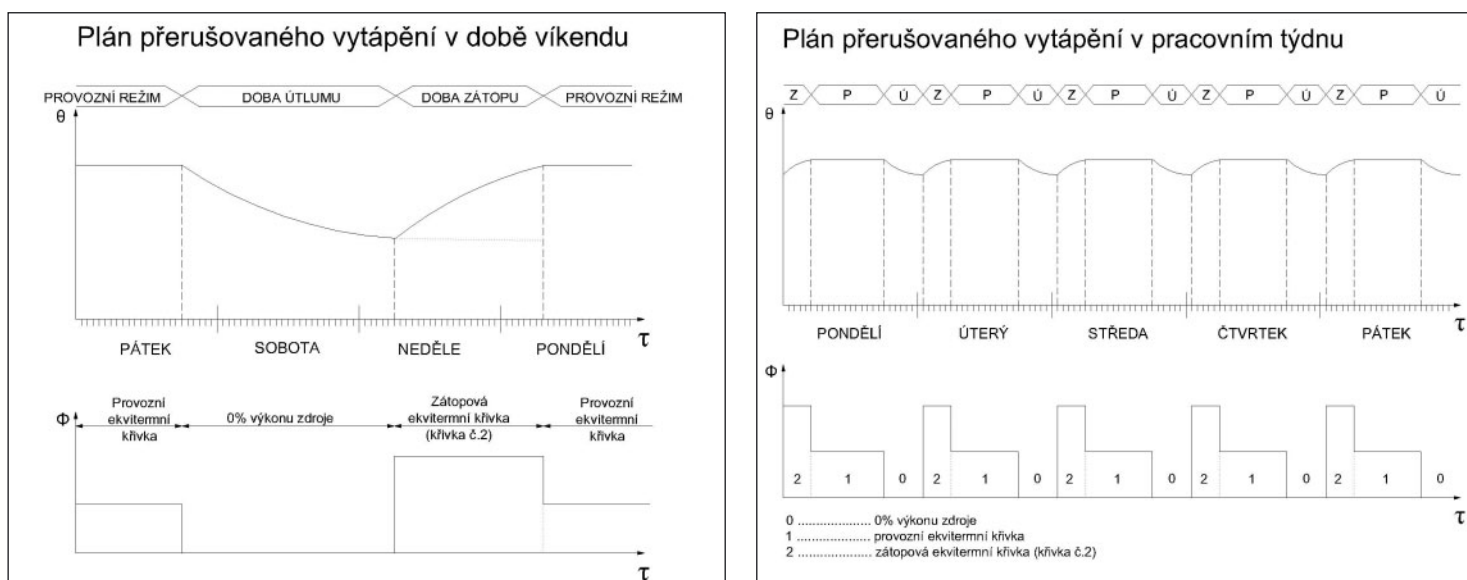 Plán přerušovaného vytápění v době víkendu
PROVOZNÍ REŽIM DOBA ÚTLUMU DOBA ZÁTOPU PROVOZNÍ REŽIM
θ
τ
PÁTEK SOBOTA NEDĚLE PONDĚLÍ
Φ
Provozní
ekvitermní
křivka
0% výkonu zdroje
Zátopová
ekvitermní křivka
(křivka č.2)
Provozní
ekvitermní
křivka
τ
Plán přerušovaného vytápění v pracovním týdnu
Z P Ú Z P Ú Z P Ú Z P Ú Z P Ú
θ
τ
PONDĚLÍ ÚTERÝ STŘEDA ČTVRTEK PÁTEK
Φ
2 1 0 2 1 0 2 1 0 2 1 0 2 1 0
τ
0 ..................... 0% výkonu zdroje
1 ..................... provozní ekvitermní křivka
2 ..................... zátopová ekvitermní křivka (křivka č.2)